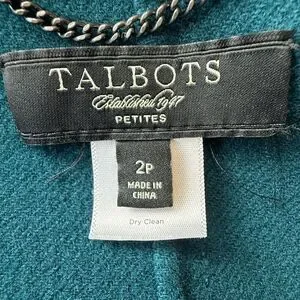 TALBOTS
Established 1947
PETITES
2P
MADE IN
CHINA
Dry Clean